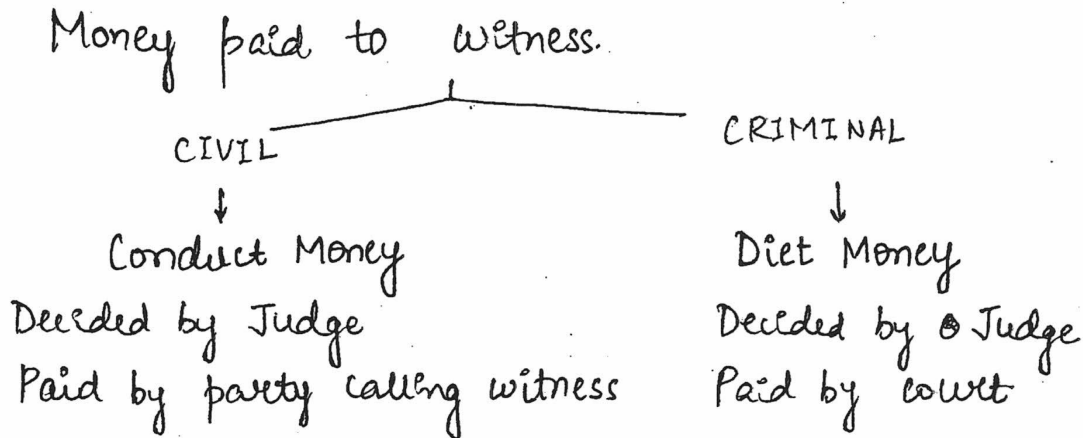 Money paid to witness.
CIVIL
CRIMINAL
Conduct Money
Decided by Judge
Paid by party calling witness
Diet Money
Decided by Judge
Paid by court